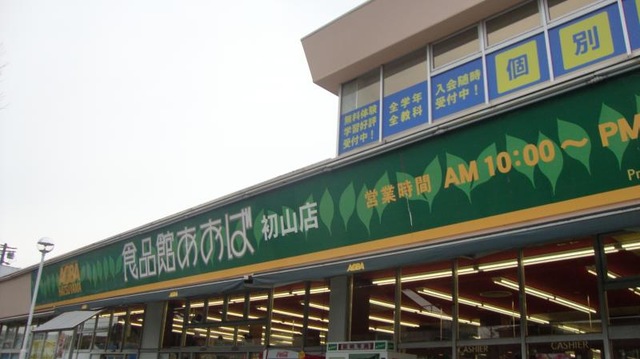 無料体験
学習好評
受付中！
全学年
全教科
入会随時
受付中！
個別
AOBA
食品館あおば 初山店
営業時間 AM 10:00～PM
AOBA
CASHIER
CASHIER